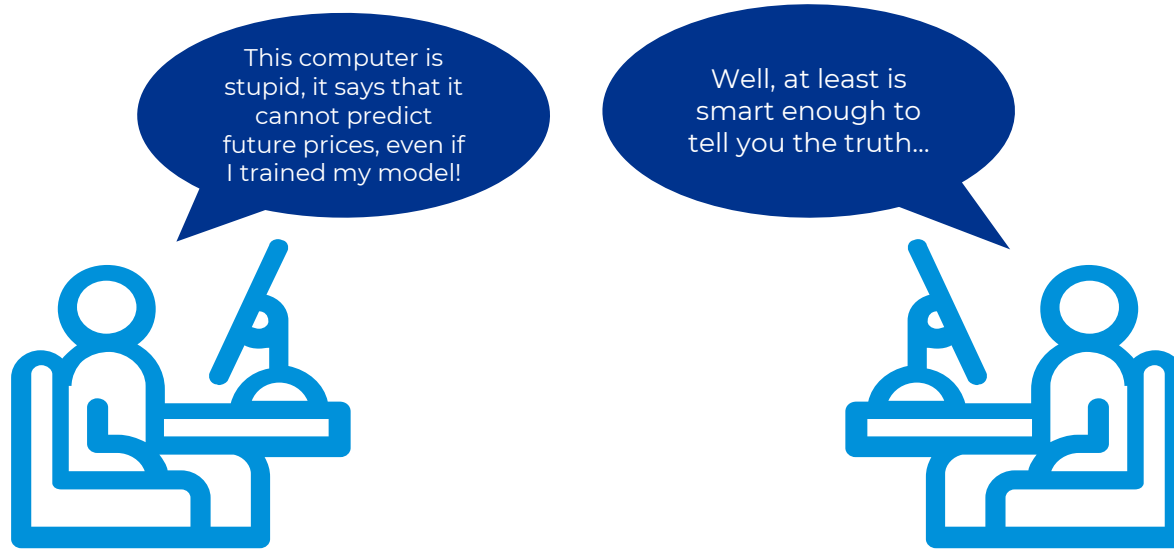 This computer is
stupid, it says that it
cannot predict
future prices, even if
I trained my model!
Well, at least is
smart enough to
tell you the truth...